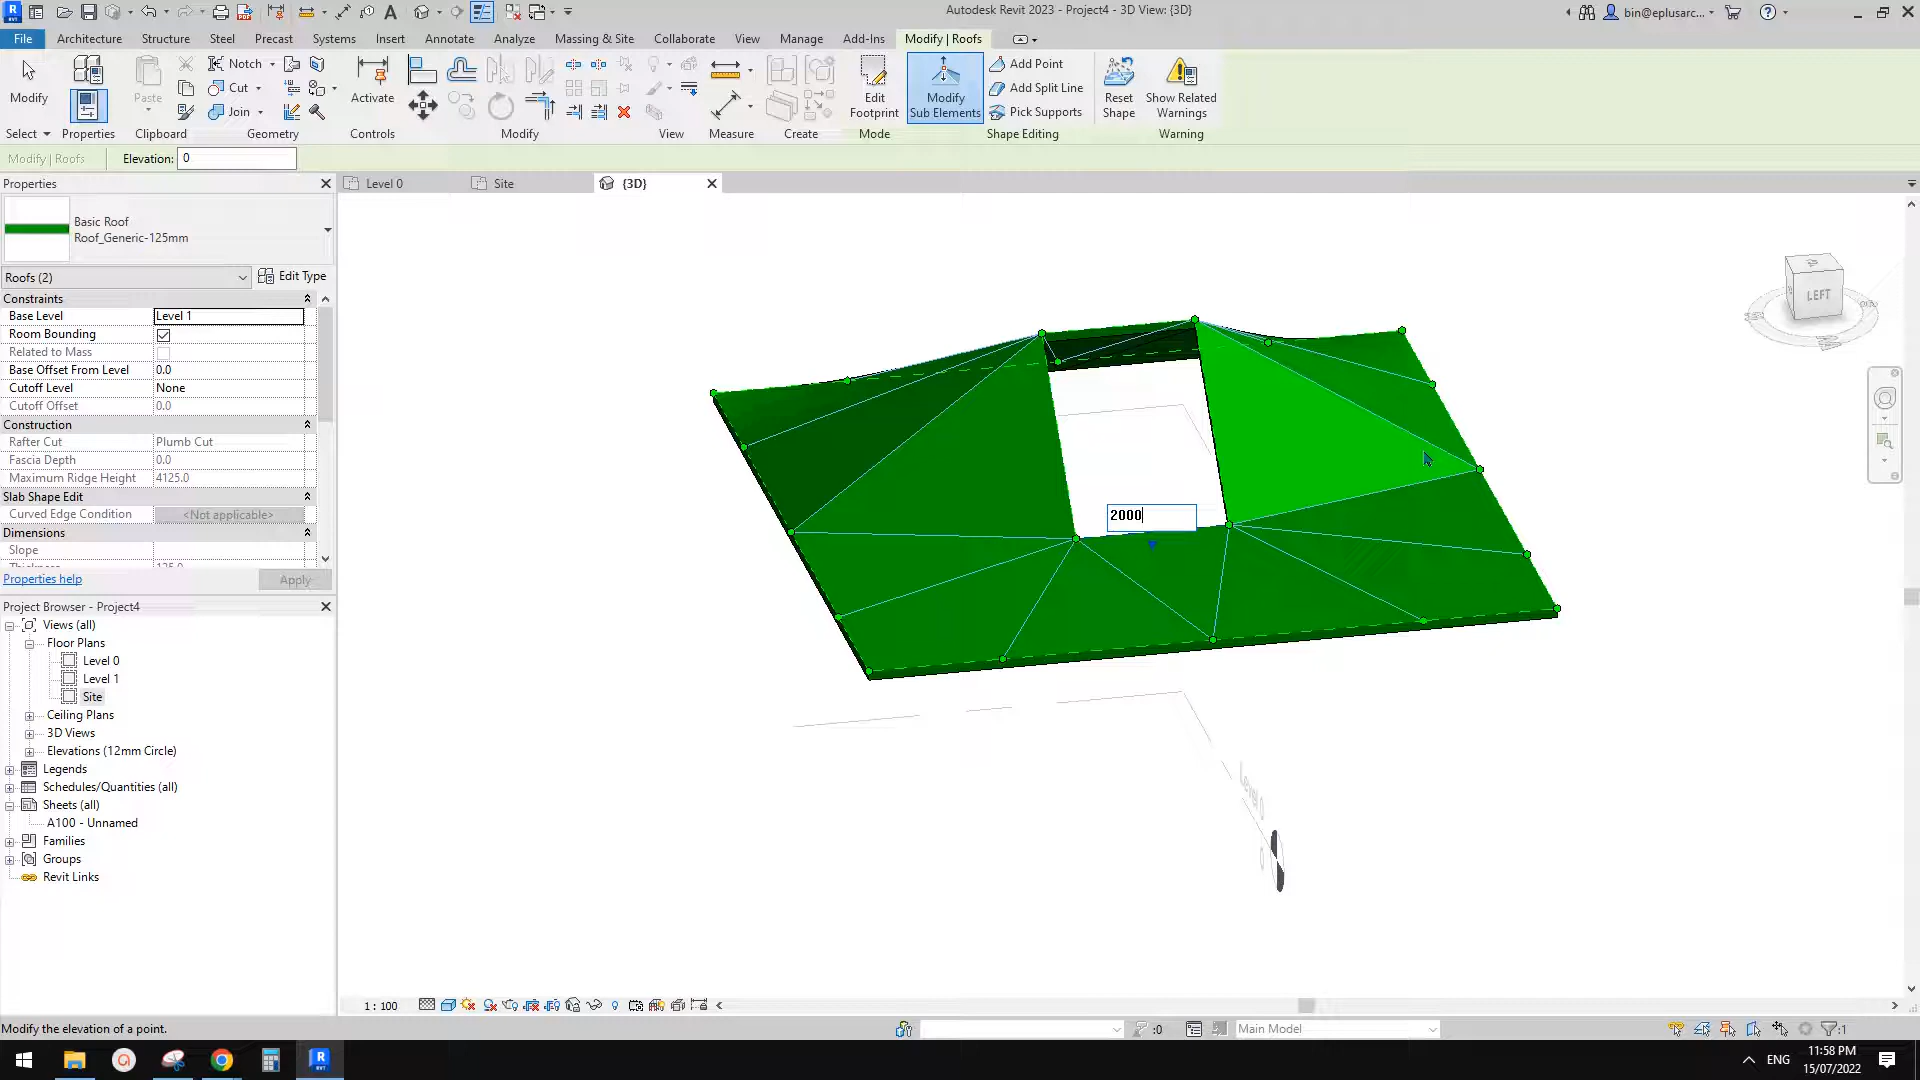 Autodesk Revit 2023 - Project4 - 3D View: {3D}
bin@eplusarc...
File
Architecture
Structure
Steel
Precast
Systems
Insert
Annotate
Analyze
Massing & Site
Collaborate
View
Manage
Add-Ins
Modify | Roofs
Modify
Select
Properties
Paste
Clipboard
Notch
Cut
Join
Geometry
Activate
Controls
Modify
View
Measure
Create
Edit
Footprint
Mode
Modify
Sub Elements
Add Point
Add Split Line
Pick Supports
Shape Editing
Reset
Shape
Show Related
Warnings
Warning
Modify | Roofs
Elevation: 0
Properties
Level 0
Site
{3D}
Basic Roof
Roof_Generic-125mm
Roofs (2)
Edit Type
Constraints
Base Level Level 1
Room Bounding
Related to Mass
Base Offset From Level 0.0
Cutoff Level None
Cutoff Offset 0.0
Construction
Rafter Cut Plumb Cut
Fascia Depth 0.0
Maximum Ridge Height 4125.0
Slab Shape Edit
Curved Edge Condition <Not applicable>
Dimensions
Slope
Properties help
Apply
Project Browser - Project4
Views (all)
Floor Plans
Level 0
Level 1
Site
Ceiling Plans
3D Views
Elevations (12mm Circle)
Legends
Schedules/Quantities (all)
Sheets (all)
A100 - Unnamed
Families
Groups
Revit Links
LEFT
2000
Level 0
0
1 : 100
Modify the elevation of a point.
:0
Main Model
:1
ENG
11:58 PM
15/07/2022